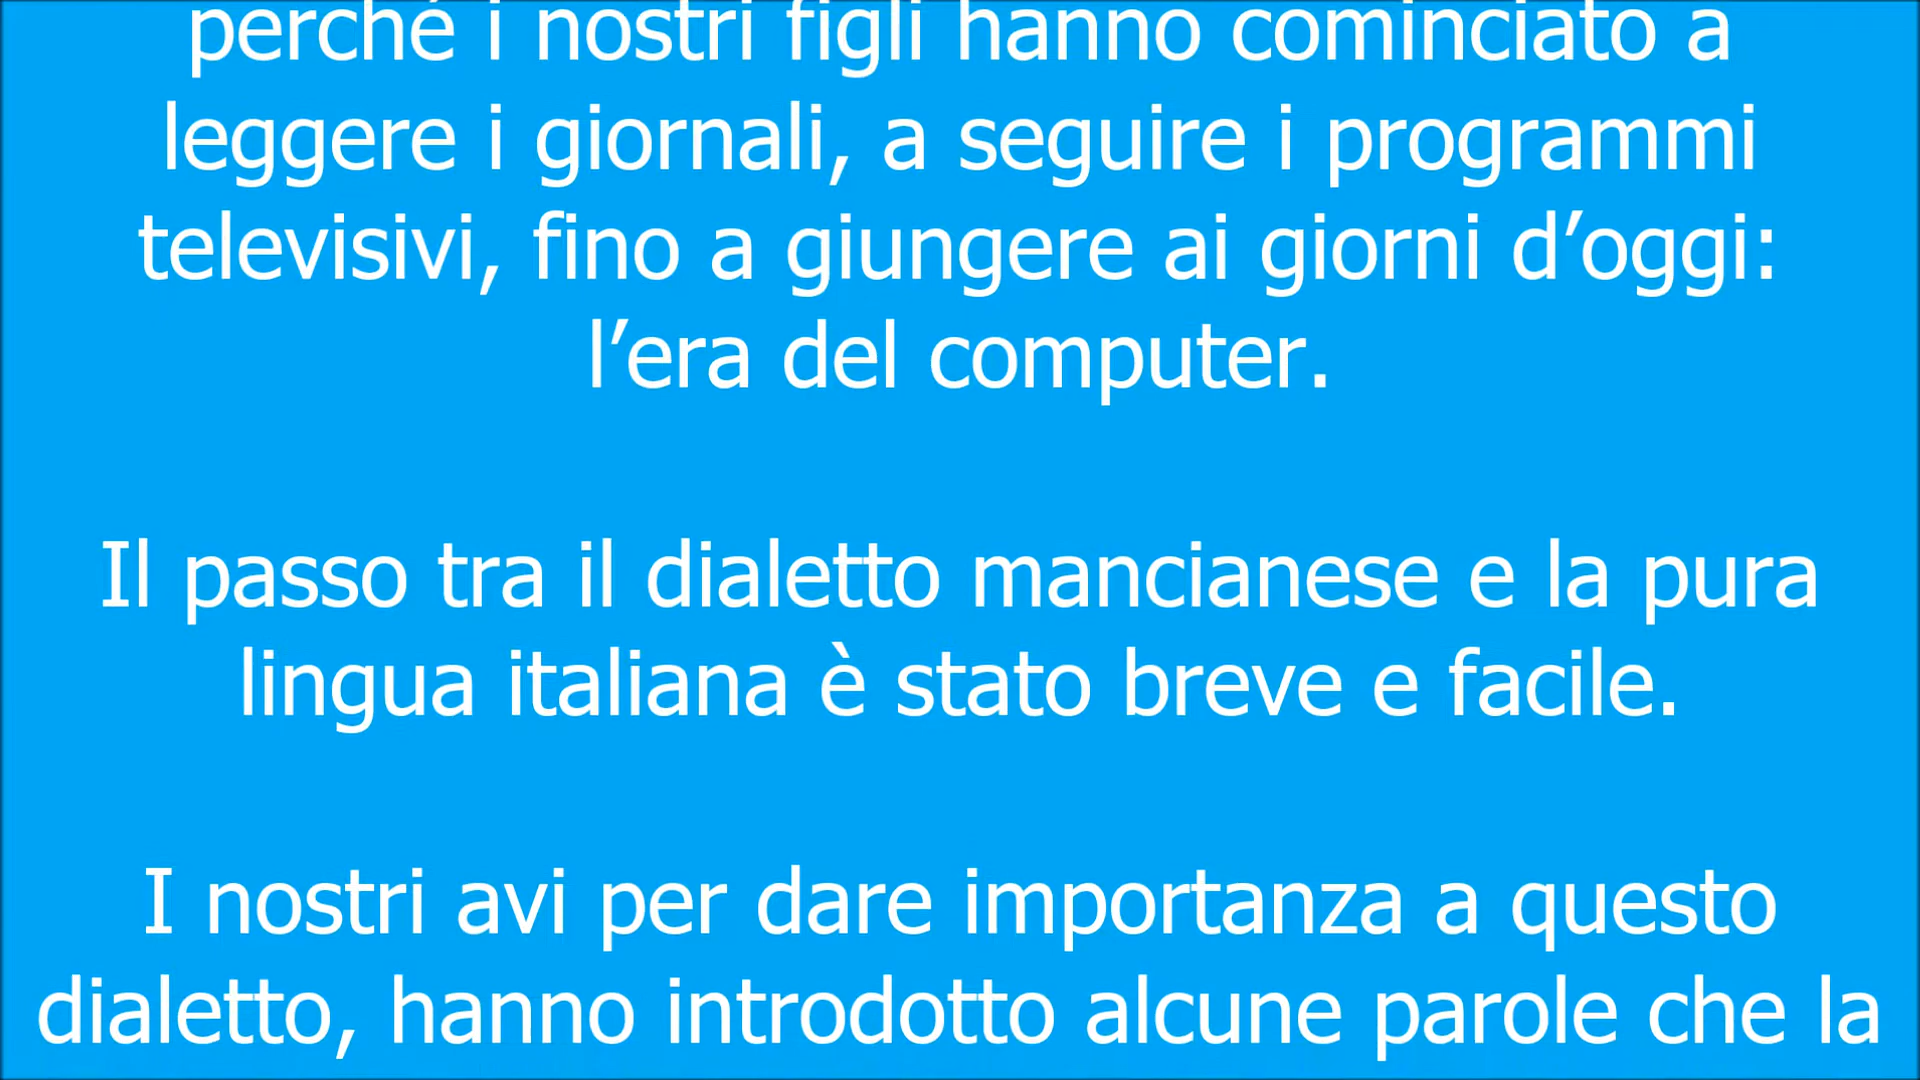 perché i nostri figli hanno cominciato a
leggere i giornali, a seguire i programmi
televisivi, fino a giungere ai giorni d’oggi:
l’era del computer.
Il passo tra il dialetto mancianese e la pura
lingua italiana è stato breve e facile.
I nostri avi per dare importanza a questo
dialetto, hanno introdotto alcune parole che la